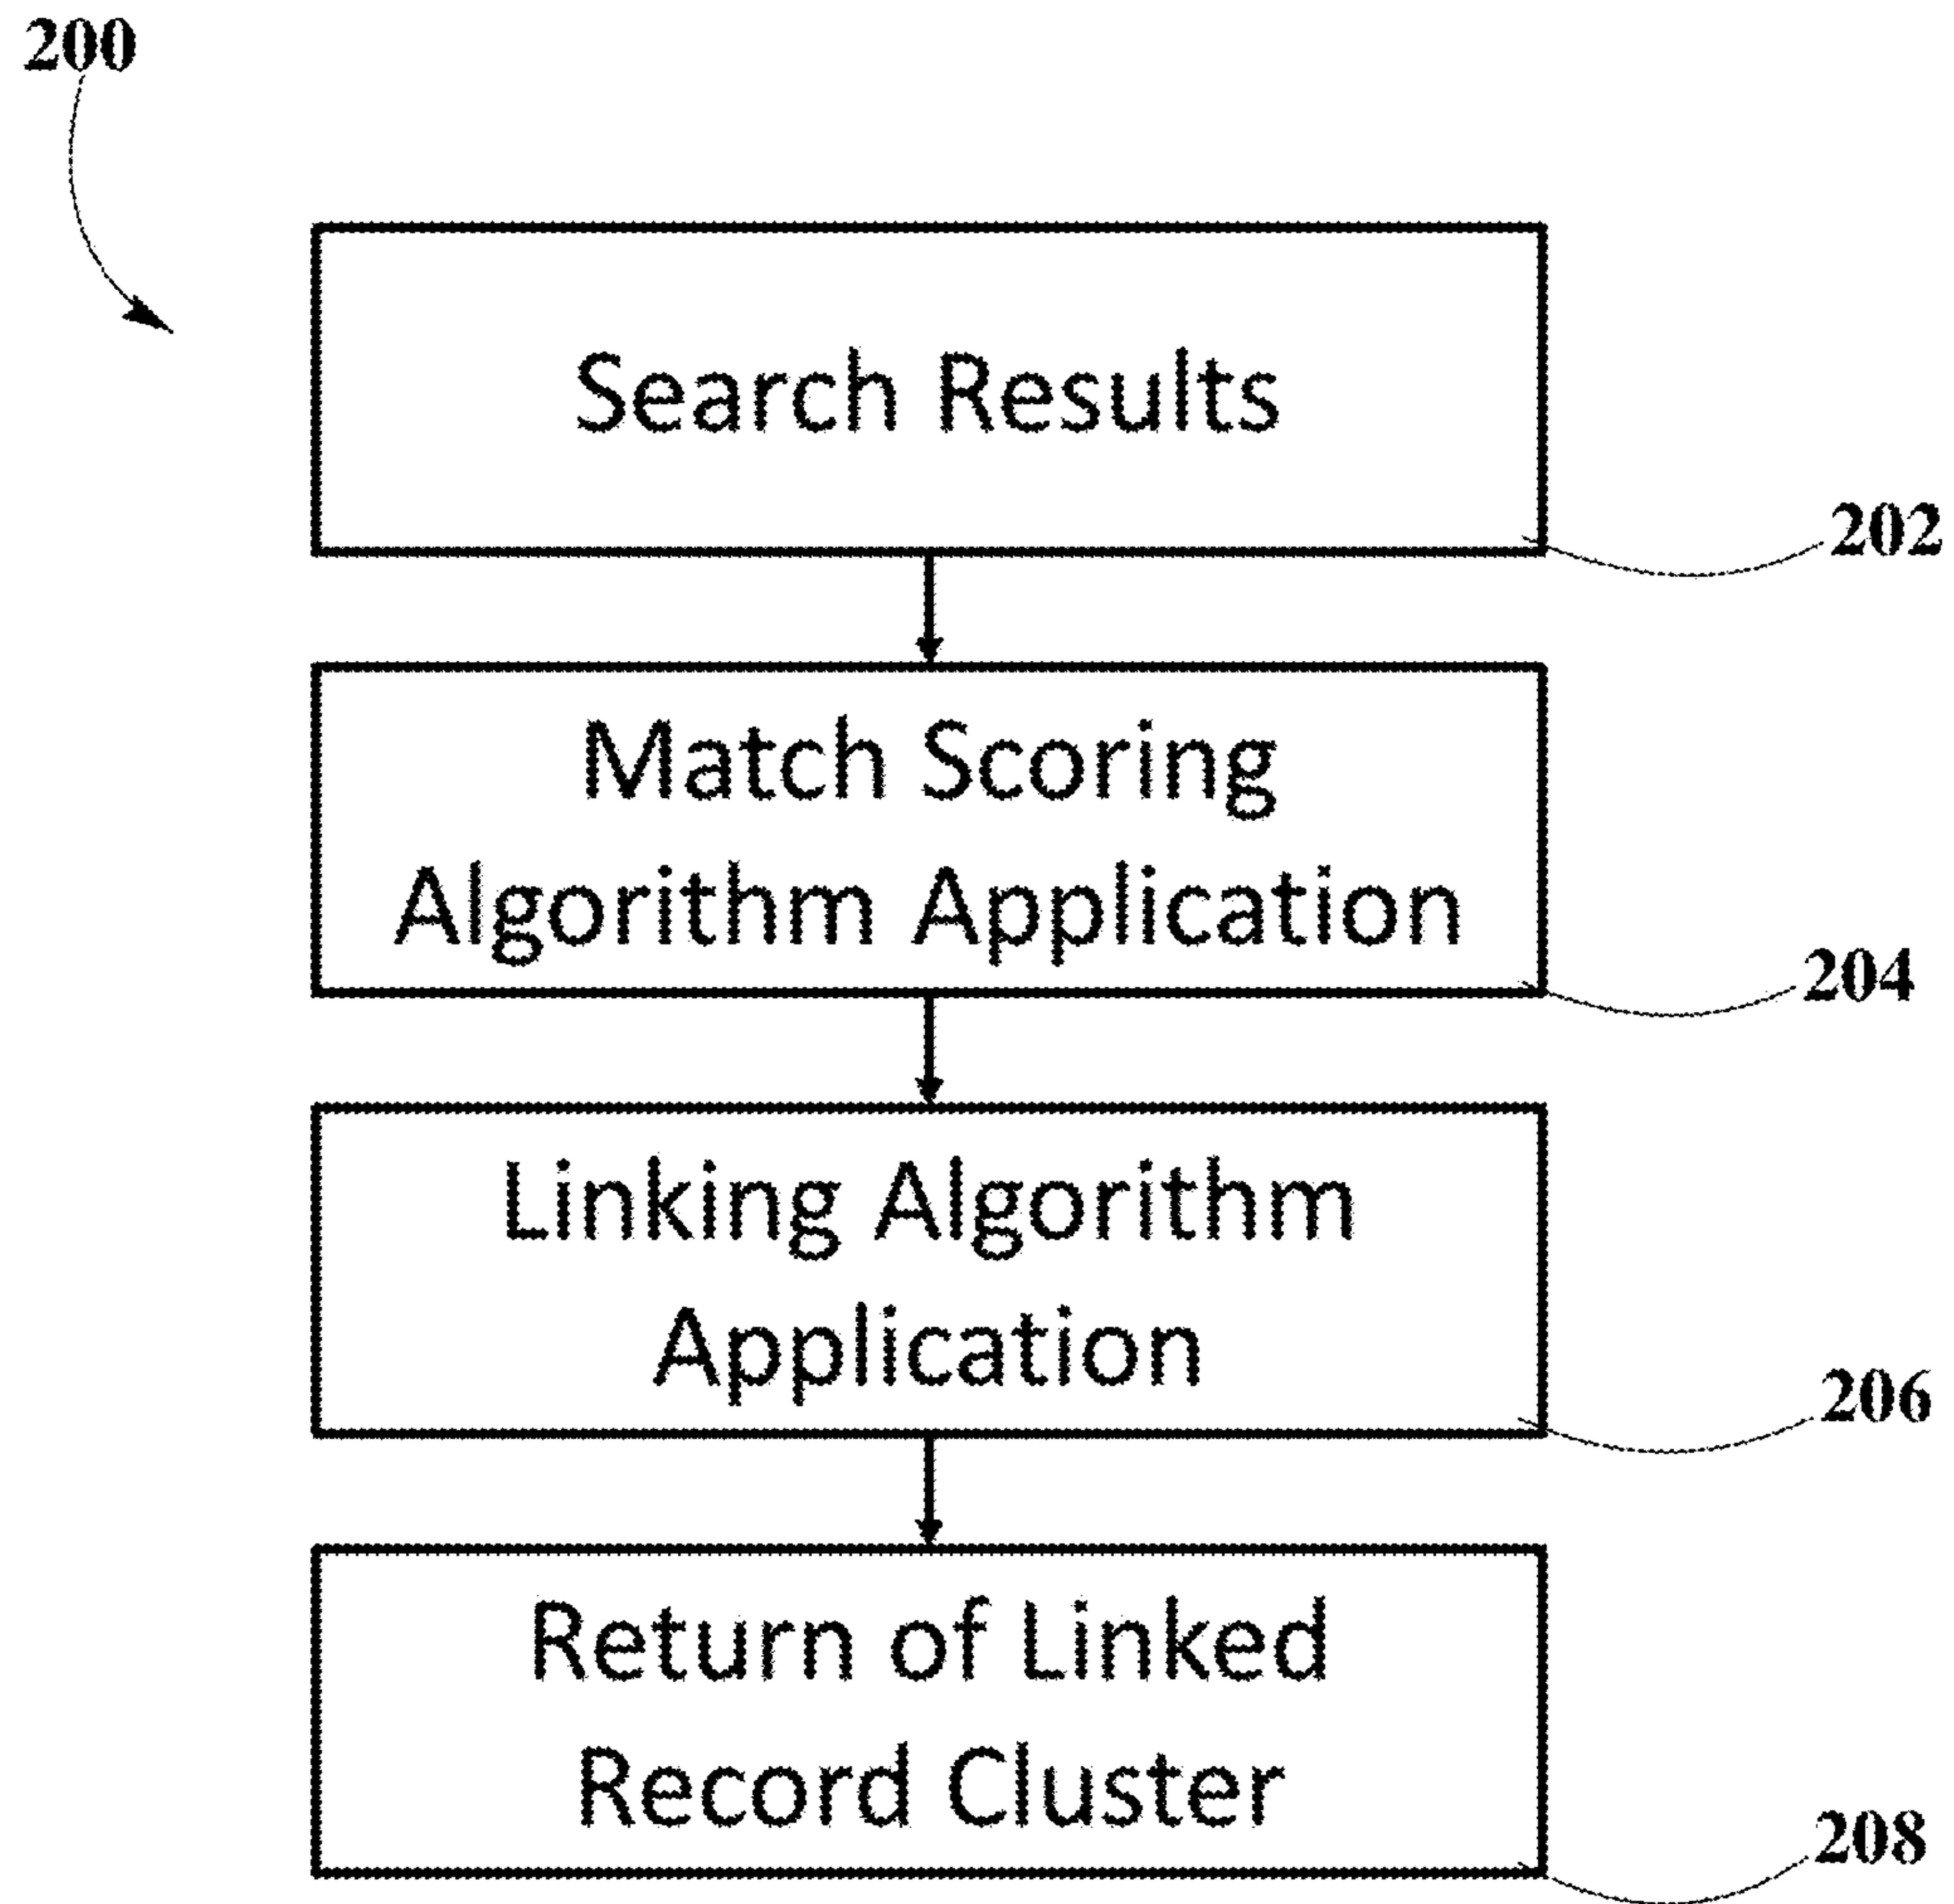 200
Search Results
202
Match Scoring
Algorithm Application
204
Linking Algorithm
Application
206
Return of Linked
Record Cluster
208